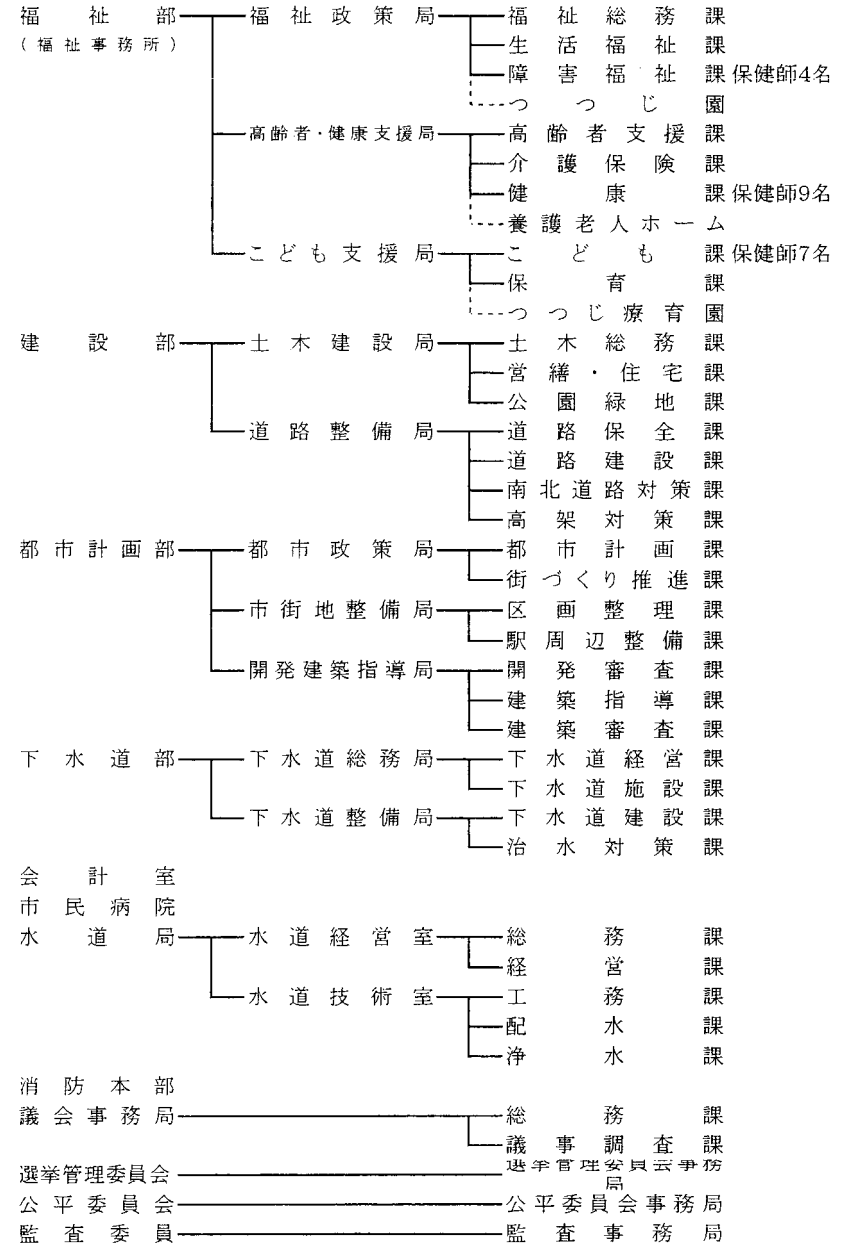 福祉部 福祉政策局 福祉総務課
(福祉事務所) 生活福祉課
障害福祉課 保健師4名
つつじ園
高齢者・健康支援局 高齢者支援課
介護保険課
健康課 保健師9名
養護老人ホーム
こども支援局 こども課 保健師7名
保育課
つつじ療育園
建設部 土木建設局 土木総務課
営繕・住宅課
公園緑地課
道路整備局 道路保全課
道路建設課
南北道路対策課
高架対策課
都市計画部 都市政策局 都市計画課
街づくり推進課
市街地整備局 区画整理課
駅周辺整備課
開発建築指導局 開発審査課
建築指導課
建築審査課
下水道部 下水道総務局 下水道経営課
下水道施設課
下水道整備局 下水道建設課
治水対策課
会計室
市民病院
水道局 水道経営室 総務課
経営課
水道技術室 工務課
配水課
浄水課
消防本部
議会事務局 総務課
議事調査課
選挙管理委員会 選挙管理委員会事務局
公平委員会 公平委員会事務局
監査委員 監査事務局